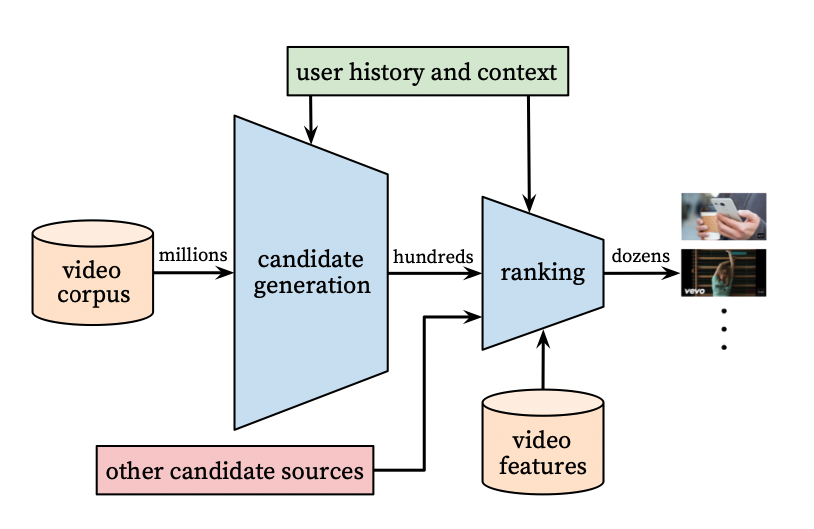 user history and context
millions
hundreds
dozens
video
corpus
candidate
generation
ranking
vevo
other candidate sources
video
features